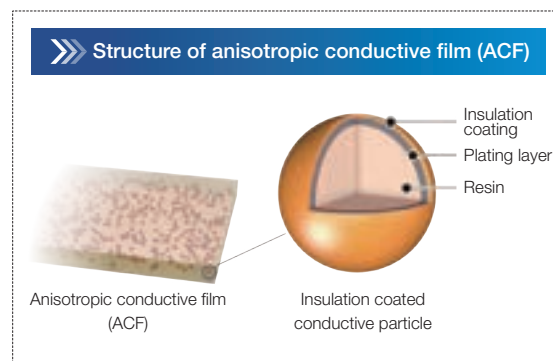 Structure of anisotropic conductive film (ACF)
Insulation
coating
Plating layer
Resin
Anisotropic conductive film
(ACF)
Insulation coated
conductive particle